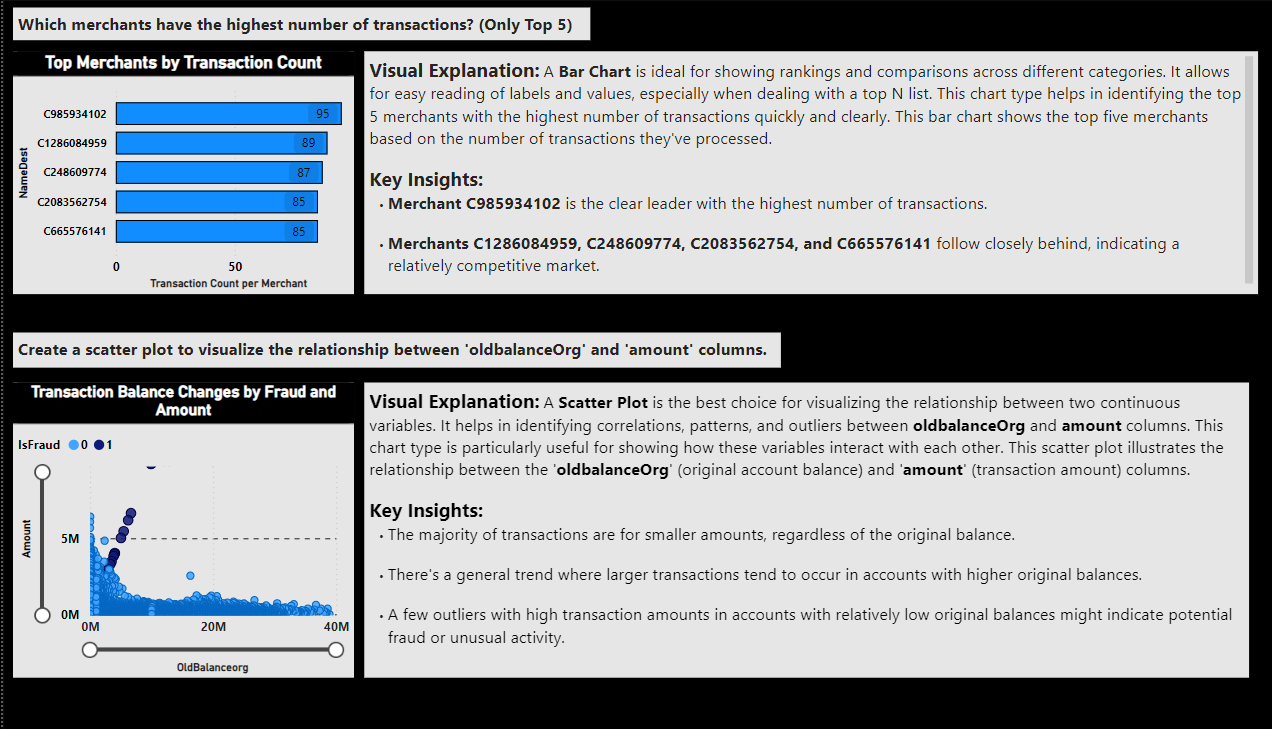 Which merchants have the highest number of transactions? (Only Top 5)
Top Merchants by Transaction Count
NameDest
C985934102 95
C1286084959 89
C248609774 87
C2083562754 85
C665576141 85
0 50
Transaction Count per Merchant
Visual Explanation: A Bar Chart is ideal for showing rankings and comparisons across different categories. It allows
for easy reading of labels and values, especially when dealing with a top N list. This chart type helps in identifying the top
5 merchants with the highest number of transactions quickly and clearly. This bar chart shows the top five merchants
based on the number of transactions they've processed.
Key Insights:
• Merchant C985934102 is the clear leader with the highest number of transactions.
• Merchants C1286084959, C248609774, C2083562754, and C665576141 follow closely behind, indicating a
relatively competitive market.
Create a scatter plot to visualize the relationship between 'oldbalanceOrg' and 'amount' columns.
Transaction Balance Changes by Fraud and
Amount
IsFraud 0 1
Amount
5M
0M
0M 20M 40M
OldBalanceorg
Visual Explanation: A Scatter Plot is the best choice for visualizing the relationship between two continuous
variables. It helps in identifying correlations, patterns, and outliers between oldbalanceOrg and amount columns. This
chart type is particularly useful for showing how these variables interact with each other. This scatter plot illustrates the
relationship between the 'oldbalanceOrg' (original account balance) and 'amount' (transaction amount) columns.
Key Insights:
• The majority of transactions are for smaller amounts, regardless of the original balance.
• There's a general trend where larger transactions tend to occur in accounts with higher original balances.
• A few outliers with high transaction amounts in accounts with relatively low original balances might indicate potential
fraud or unusual activity.